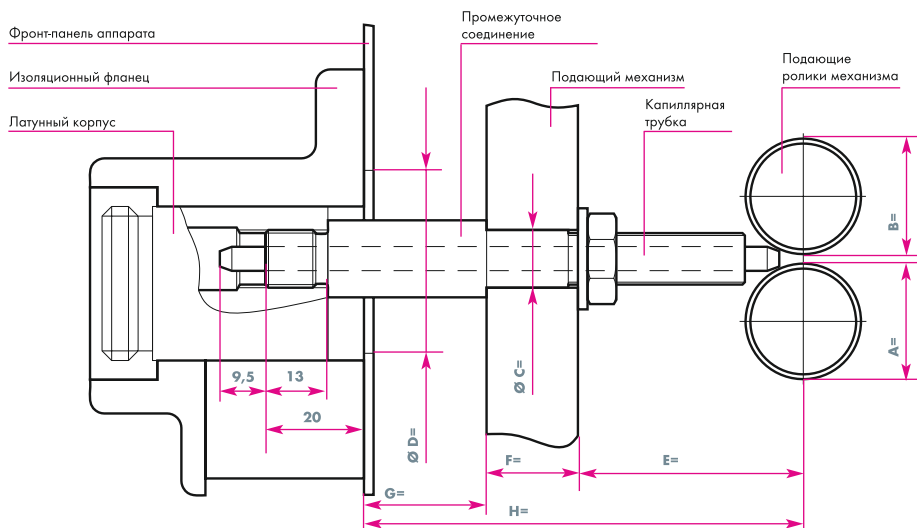 Фронт-панель аппарата
Изоляционный фланец
Латунный корпус
Промежуточное
соединение
Подающий механизм
Капиллярная
трубка
Подающие
ролики механизма
B=
A=
Ø C=
Ø D=
9,5
13
20
G=
F=
E=
H=